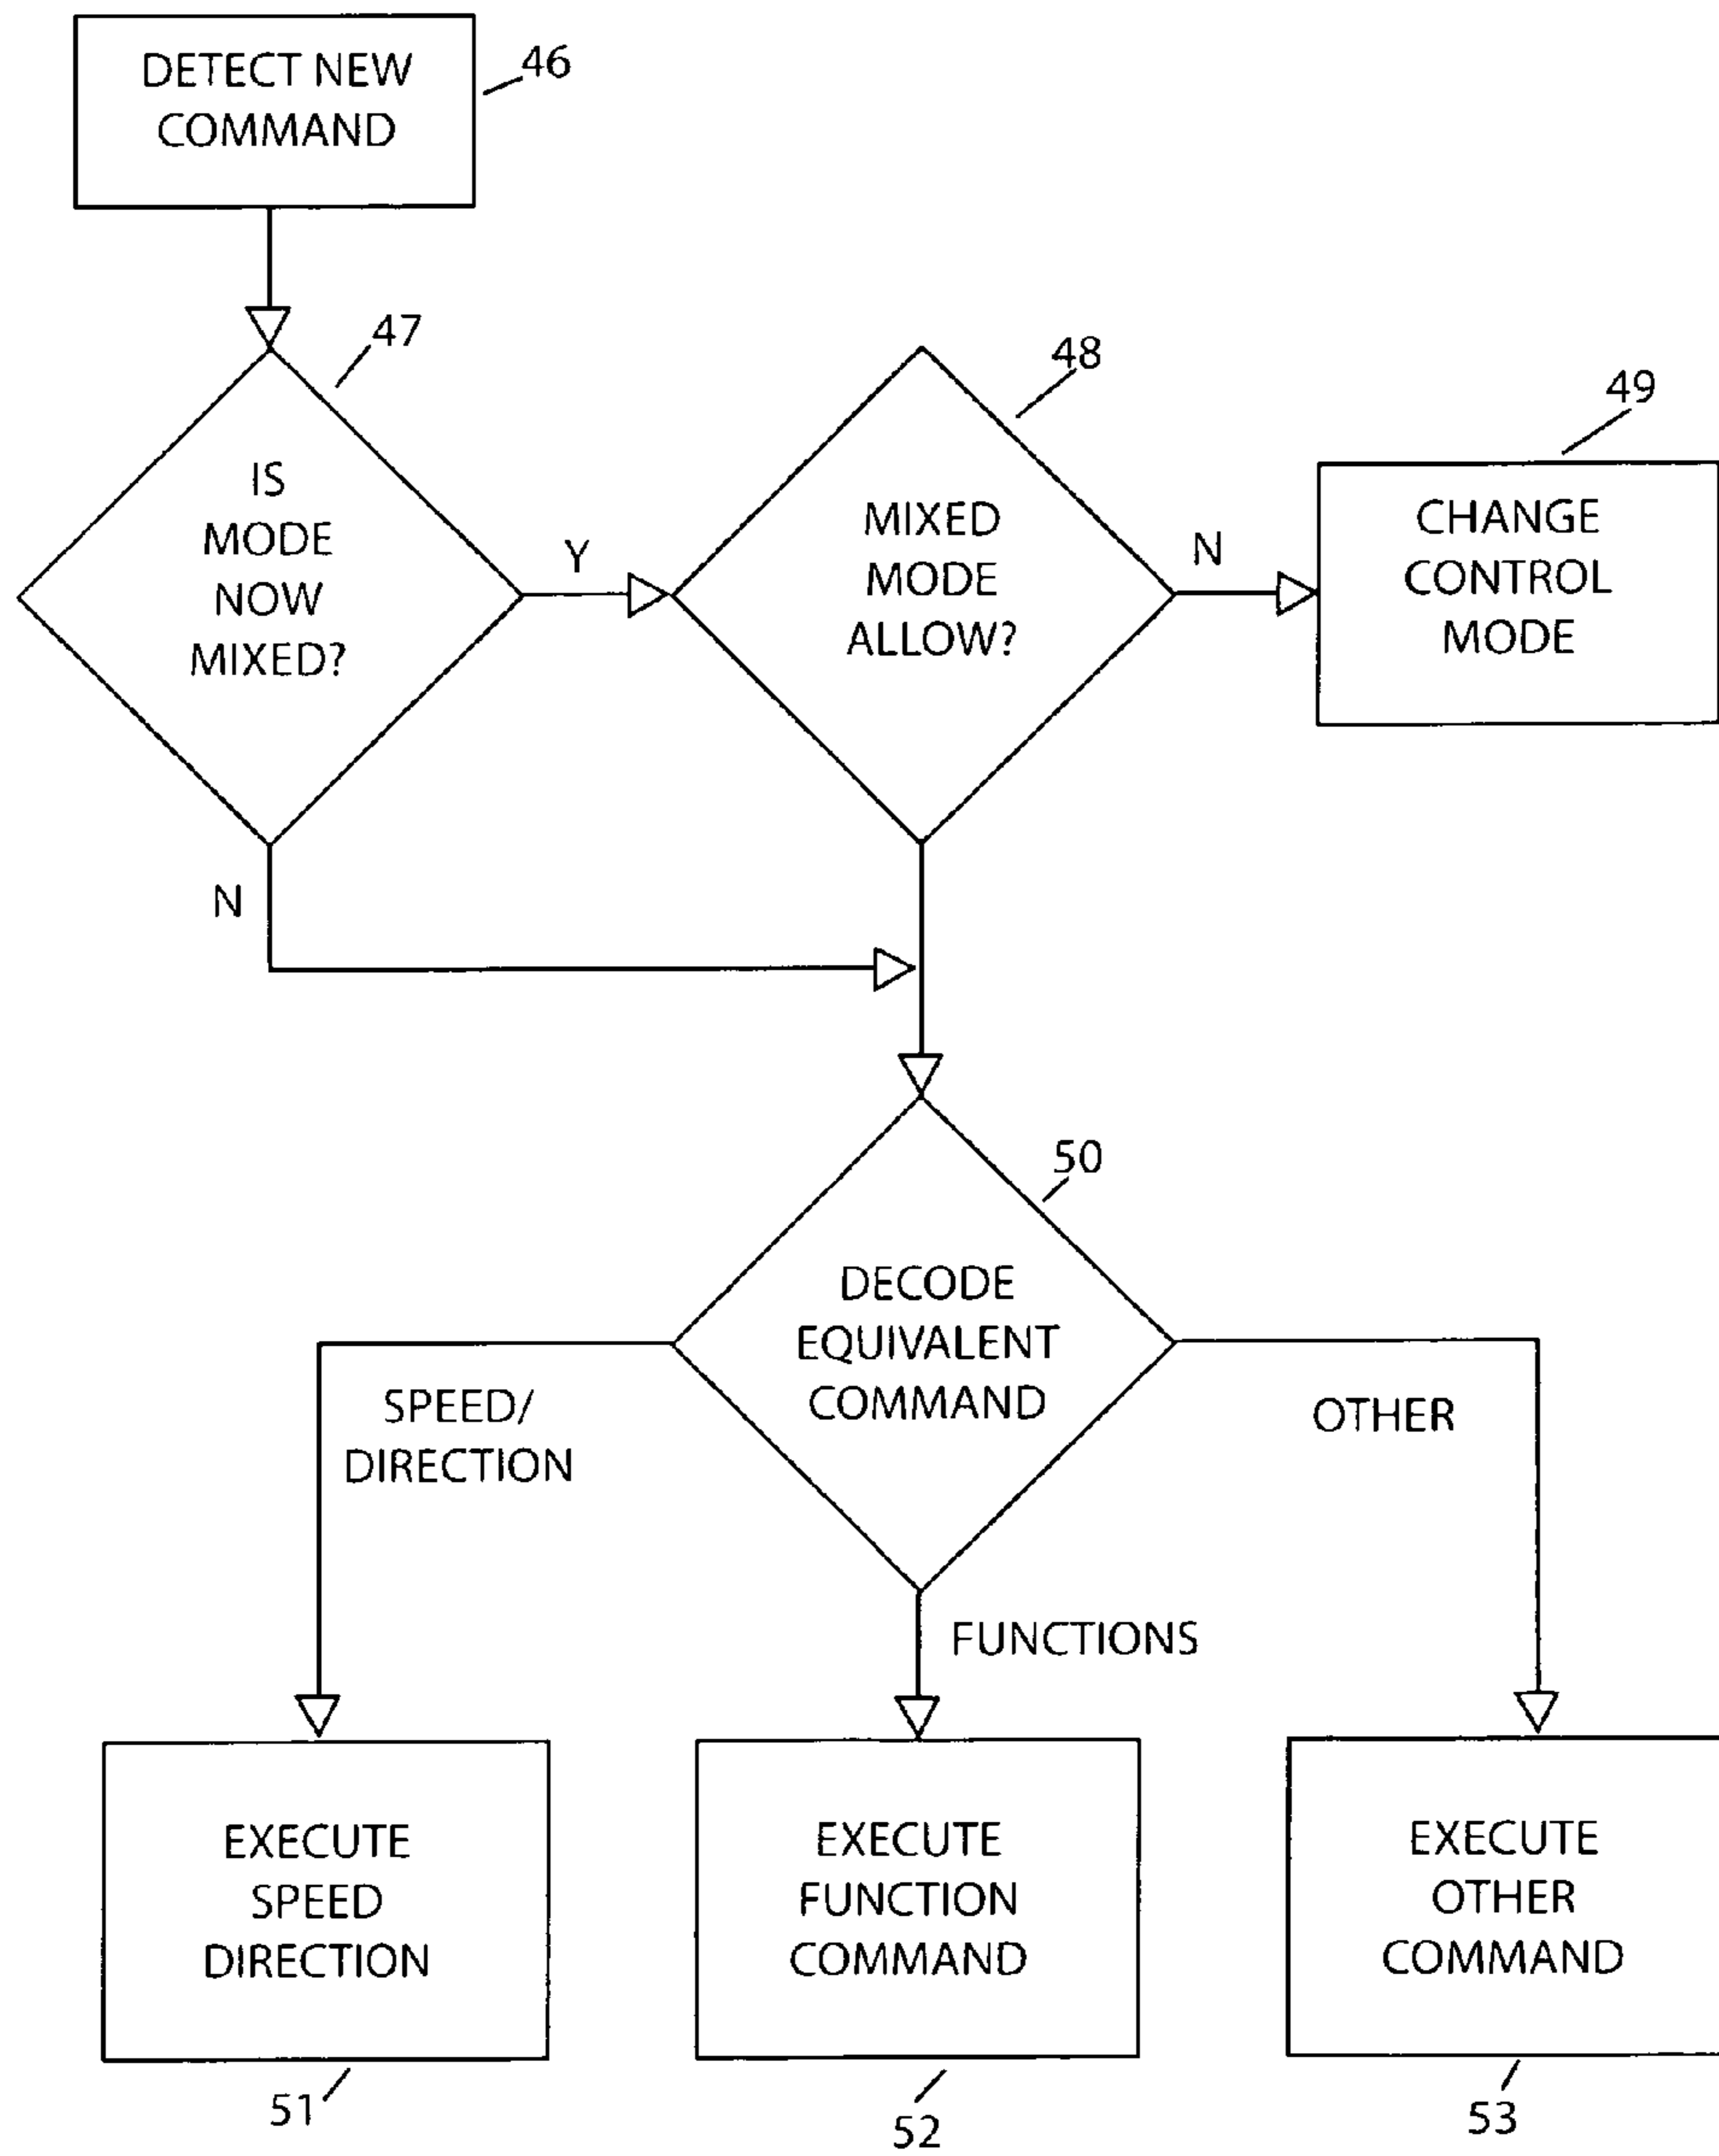 DETECT NEW
COMMAND
46
47
IS
MODE
NOW
MIXED?
Y
48
MIXED
MODE
ALLOW?
N
49
CHANGE
CONTROL
MODE
N
50
DECODE
EQUIVALENT
COMMAND
SPEED/
DIRECTION
OTHER
FUNCTIONS
EXECUTE
SPEED
DIRECTION
51
EXECUTE
FUNCTION
COMMAND
52
EXECUTE
OTHER
COMMAND
53